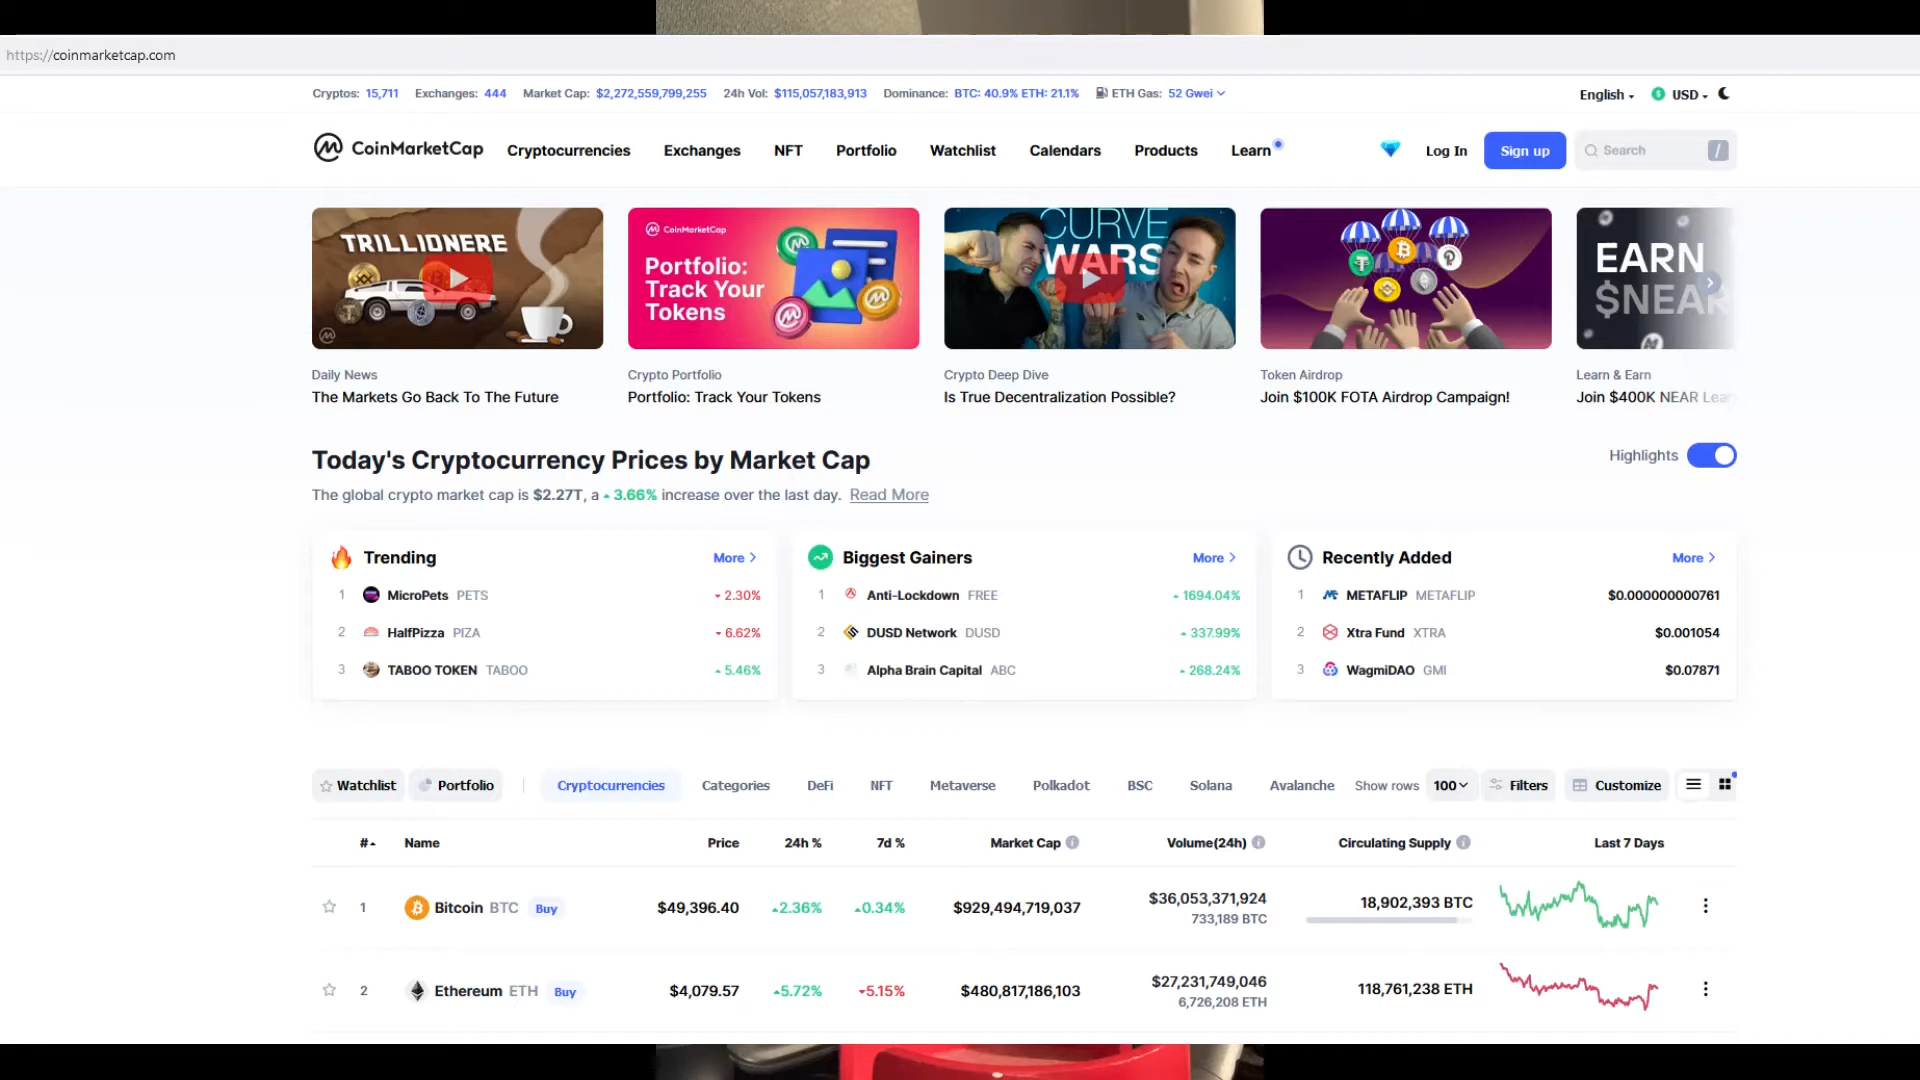 https://coinmarketcap.com
Cryptos: 15,711 Exchanges: 444 Market Cap: $2,272,559,799,255 24h Vol: $115,057,183,913 Dominance: BTC: 40.9% ETH: 21.1% ETH Gas: 52 Gwei English USD
CoinMarketCap Cryptocurrencies Exchanges NFT Portfolio Watchlist Calendars Products Learn Log In Sign up Search /
TRILLIONERE
CoinMarketCap
Portfolio:
Track Your
Tokens
CURVE
WARS
EARN
$NEAR
Daily News Crypto Portfolio Crypto Deep Dive Token Airdrop Learn & Earn
The Markets Go Back To The Future Portfolio: Track Your Tokens Is True Decentralization Possible? Join $100K FOTA Airdrop Campaign! Join $400K NEAR Lear
Today's Cryptocurrency Prices by Market Cap Highlights
The global crypto market cap is $2.27T, a 3.66% increase over the last day. Read More
Trending More
1 MicroPets PETS 2.30%
2 HalfPizza PIZA 6.62%
3 TABOO TOKEN TABOO 5.46%
Biggest Gainers More
1 Anti-Lockdown FREE 1694.04%
2 DUSD Network DUSD 337.99%
3 Alpha Brain Capital ABC 268.24%
Recently Added More
1 METAFLIP METAFLIP $0.000000000761
2 Xtra Fund XTRA $0.001054
3 WagmiDAO GMI $0.07871
Watchlist Portfolio Cryptocurrencies Categories DeFi NFT Metaverse Polkadot BSC Solana Avalanche Show rows 100 Filters Customize
# Name Price 24h % 7d % Market Cap Volume(24h) Circulating Supply Last 7 Days
1 Bitcoin BTC Buy $49,396.40 2.36% 0.34% $929,494,719,037 $36,053,371,924 18,902,393 BTC
733,189 BTC
2 Ethereum ETH Buy $4,079.57 5.72% 5.15% $480,817,186,103 $27,231,749,046 118,761,238 ETH
6,726,208 ETH